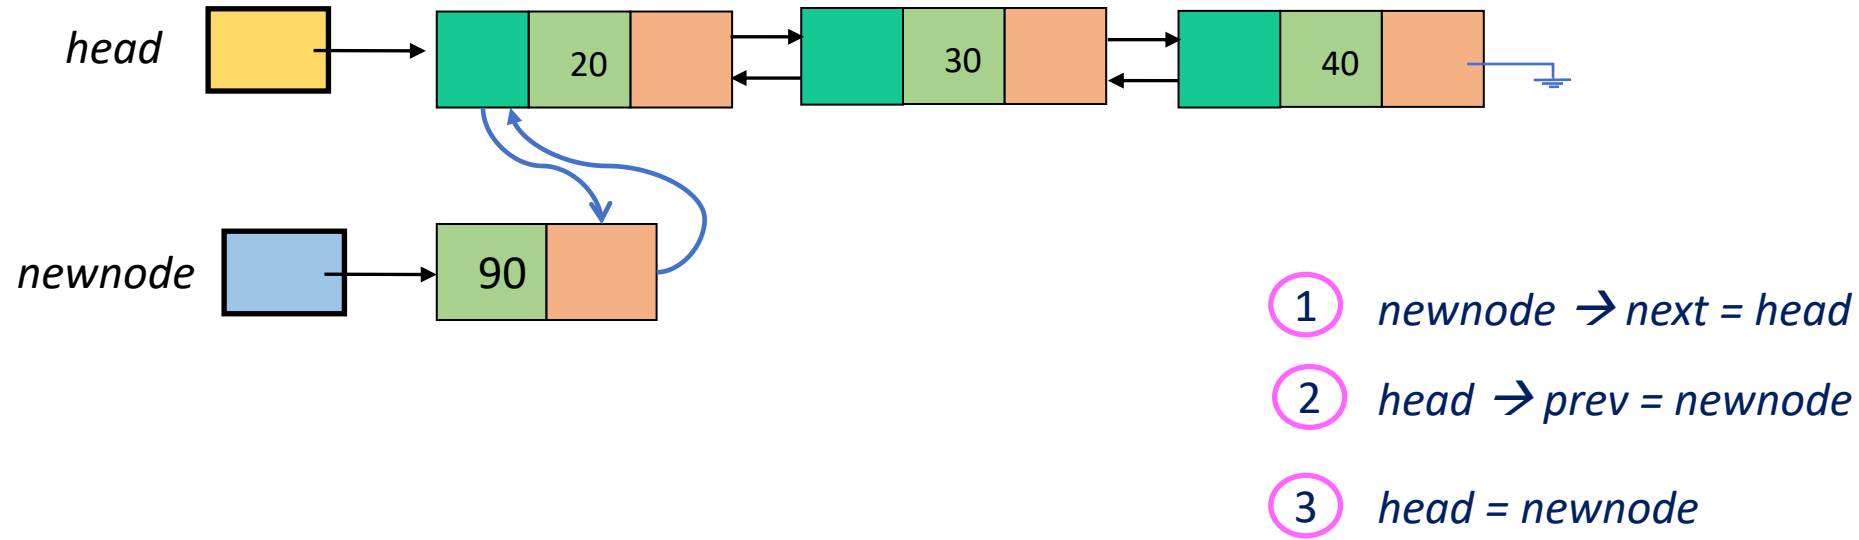 head
20
30
40
newnode
90
1 newnode → next = head
2 head → prev = newnode
3 head = newnode